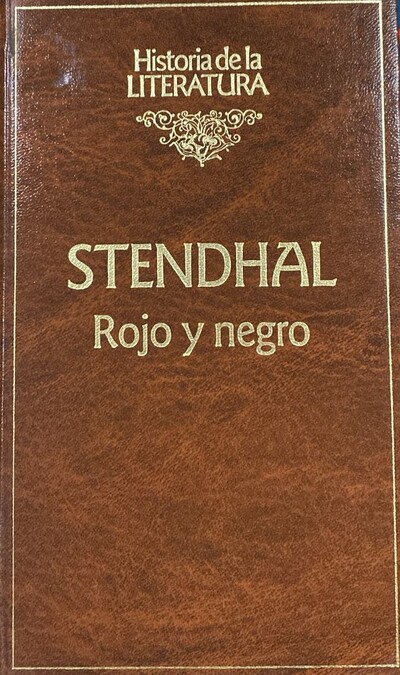 Historia de la
LITERATURA
STENDHAL
Rojo y negro